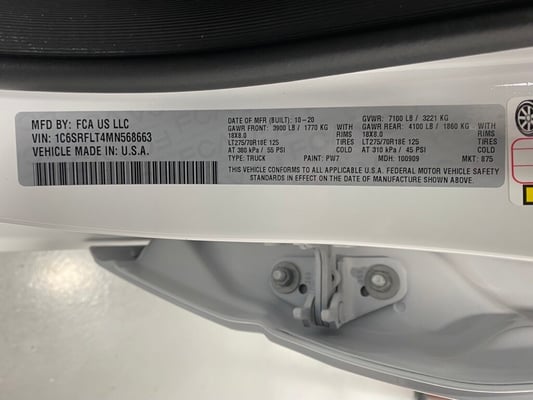 MFD BY: FCA US LLC
VIN: 1C6SRFLT4MN568663
VEHICLE MADE IN: U.S.A.
DATE OF MFR (BUILT): 10-20
GAWR FRONT: 3900 LB / 1770 KG
18X8.0
LT275/70R18E 125
TIRES
AT 380 kPa / 55 PSI
COLD
TYPE: TRUCK
PAINT: PW7
GVWR: 7100 LB / 3221 KG
GAWR REAR: 4100 LB / 1860 KG
18X8.0
LT275/70R18E 125
TIRES
AT 310 kPa / 45 PSI
COLD
MDH: 100909
MKT: 875
THIS VEHICLE CONFORMS TO ALL APPLICABLE U.S.A. FEDERAL MOTOR VEHICLE SAFETY
STANDARDS IN EFFECT ON THE DATE OF MANUFACTURE SHOWN ABOVE.